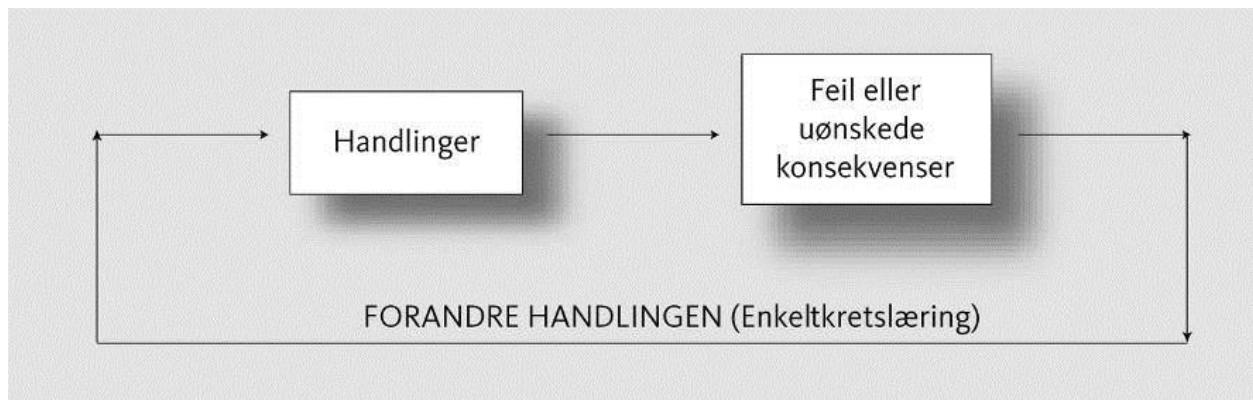 Handlinger
Feil eller
uønskede
konsekvenser
FORANDRE HANDLINGEN (Enkeltkretslæring)